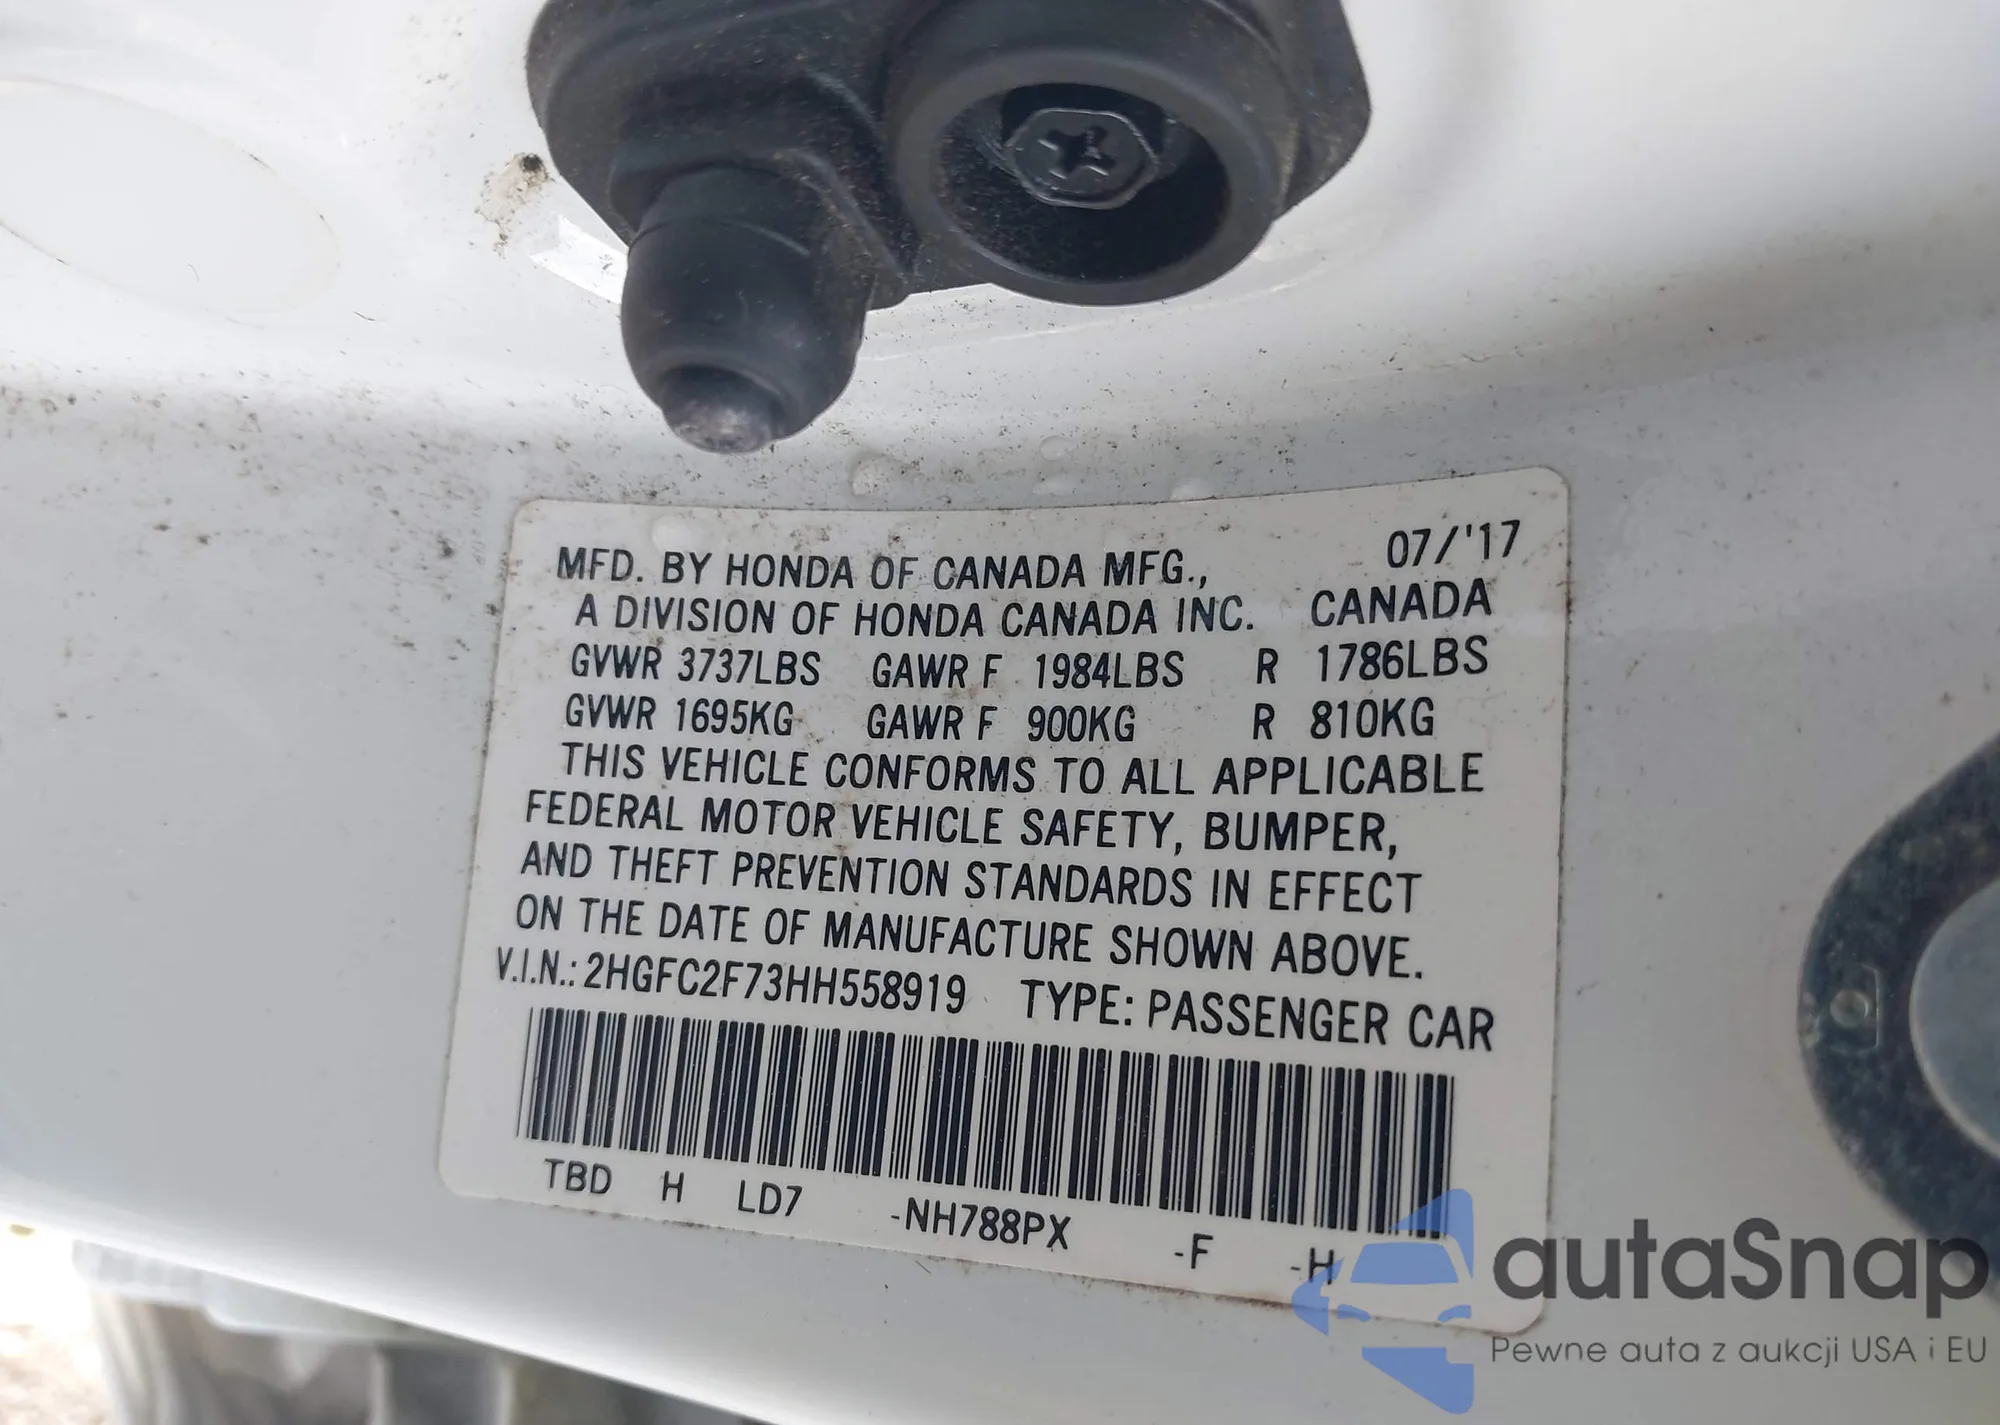 MFD. BY HONDA OF CANADA MFG., 07/'17
A DIVISION OF HONDA CANADA INC. CANADA
GVWR 3737LBS GAWR F 1984LBS R 1786LBS
GVWR 1695KG GAWR F 900KG R 810KG
THIS VEHICLE CONFORMS TO ALL APPLICABLE
FEDERAL MOTOR VEHICLE SAFETY, BUMPER,
AND THEFT PREVENTION STANDARDS IN EFFECT
ON THE DATE OF MANUFACTURE SHOWN ABOVE.
V.I.N.: 2HGFC2F73HH558919 TYPE: PASSENGER CAR
TBD H LD7 -NH788PX -F -H
autaSnap
Pewne auta z aukcji USA i EU